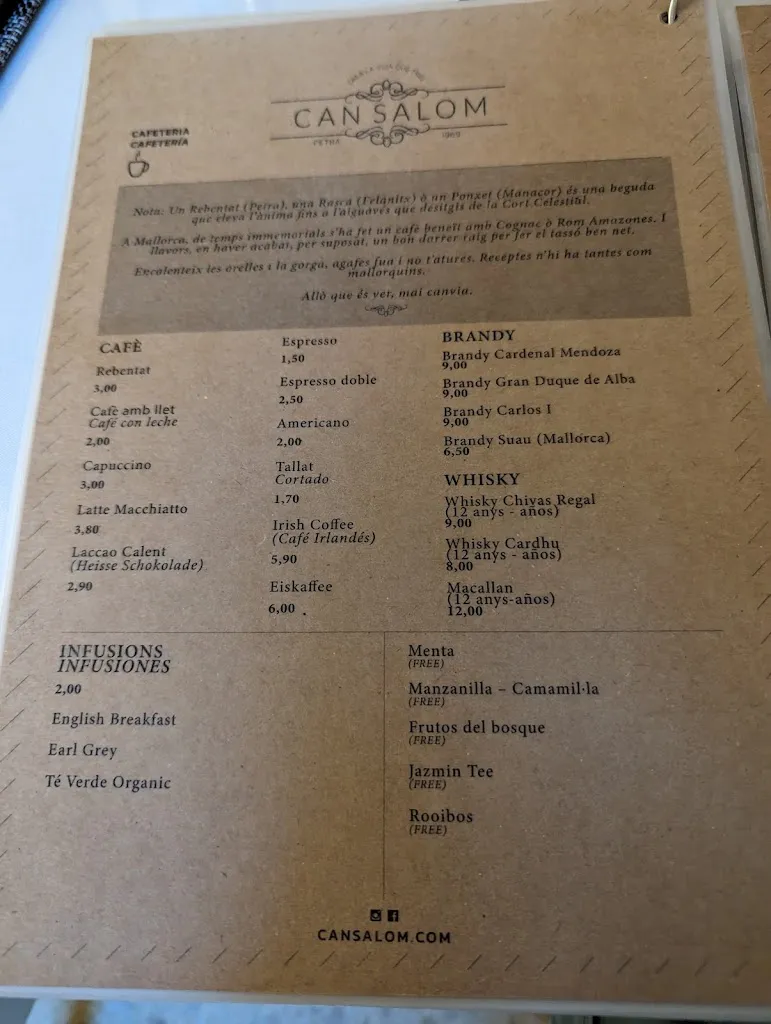 CAN SALOM
PETRA 1969
CAFETERIA
CAFETERÍA
Nota: Un Rebentat (Petra), una Rasca (Felanitx) ò un Ponxet (Manacor) és una beguda
que eleva l'ànima fins a l'aiguavés que desitgis de la Cort Celestial.
A Mallorca, de temps immemorials s'ha fet un cafè beneït amb Cognac ò Rom Amazones. I
llavors, en haver acabat, per suposat, un bon darrer raig per fer el tassó ben net.
Encalenteix les orelles i la gorga, agafes fua i no t'atures. Receptes n'hi ha tantes com
mallorquins.
Allò que és ver, mai canvia.
CAFÈ
Rebentat
3,00
Cafè amb llet
Café con leche
2,00
Capuccino
3,00
Latte Macchiatto
3,80
Laccao Calent
(Heisse Schokolade)
2,90
Espresso
1,50
Espresso doble
2,50
Americano
2,00
Tallat
Cortado
1,70
Irish Coffee
(Café Irlandés)
5,90
Eiskaffee
6,00
BRANDY
Brandy Cardenal Mendoza
9,00
Brandy Gran Duque de Alba
9,00
Brandy Carlos I
9,00
Brandy Suau (Mallorca)
6,50
WHISKY
Whisky Chivas Regal
(12 anys - años)
9,00
Whisky Cardhu
(12 anys - años)
8,00
Macallan
(12 anys-años)
12,00
INFUSIONS
INFUSIONES
2,00
English Breakfast
Earl Grey
Té Verde Organic
Menta
(FREE)
Manzanilla – Camamil·la
(FREE)
Frutos del bosque
(FREE)
Jazmin Tee
(FREE)
Rooibos
(FREE)
CANSALOM.COM